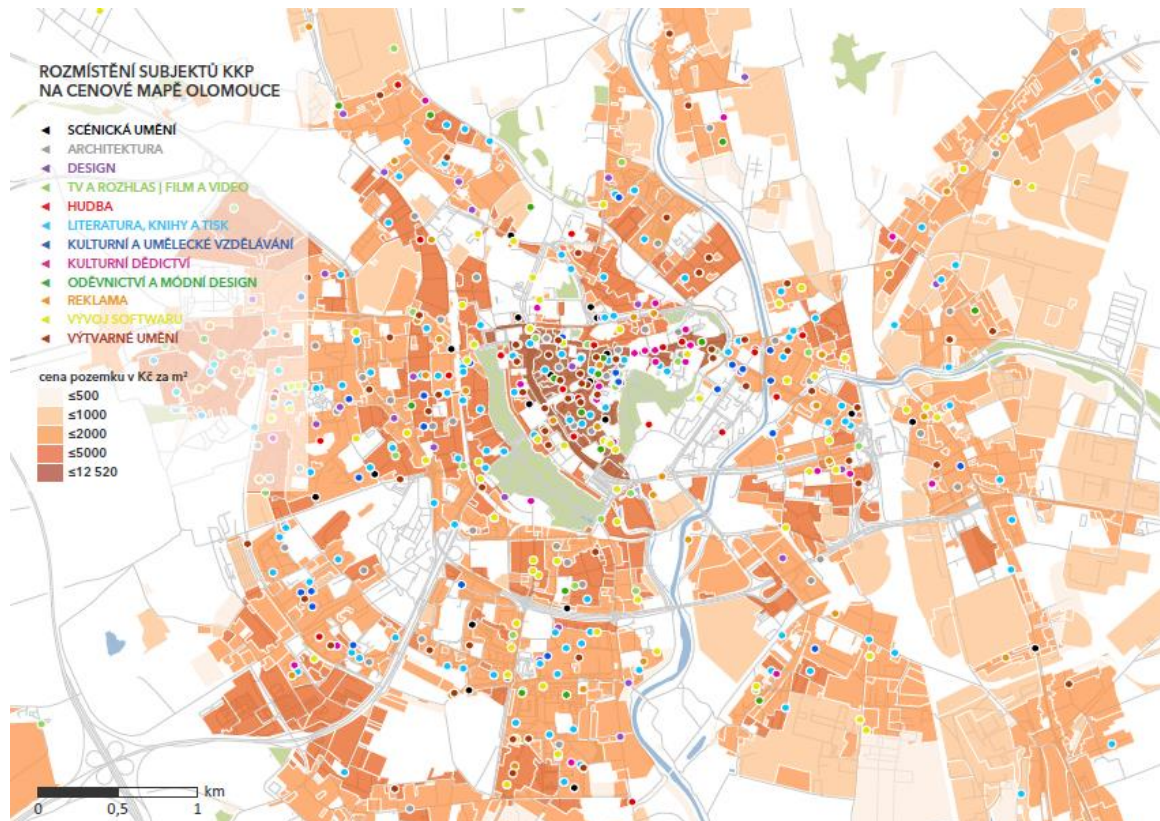 ROZMÍSTĚNÍ SUBJEKTŮ KKP
NA CENOVÉ MAPĚ OLOMOUCE
SCÉNICKÁ UMĚNÍ
ARCHITEKTURA
DESIGN
TV A ROZHLAS | FILM A VIDEO
HUDBA
LITERATURA, KNIHY A TISK
KULTURNÍ A UMĚLECKÉ VZDĚLÁVÁNÍ
KULTURNÍ DĚDICTVÍ
ODĚVNICTVÍ A MÓDNÍ DESIGN
REKLAMA
VÝVOJ SOFTWARU
VÝTVARNÉ UMĚNÍ
cena pozemku v Kč za m²
≤500
≤1000
≤2000
≤5000
≤12 520
km
0 0,5 1